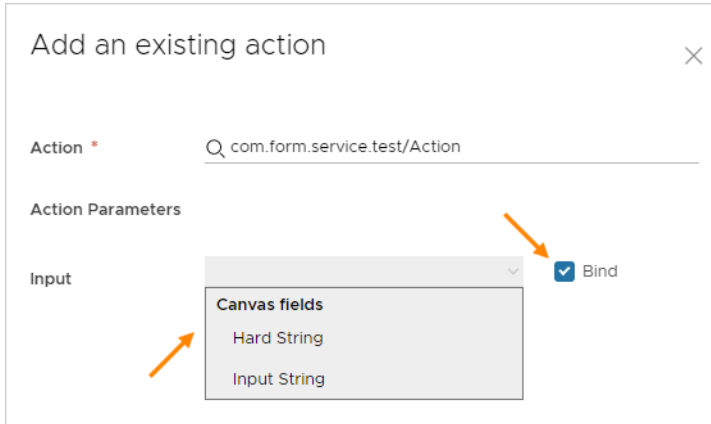 Add an existing action
Action * com.form.service.test/Action
Action Parameters
Input Bind
Canvas fields
Hard String
Input String